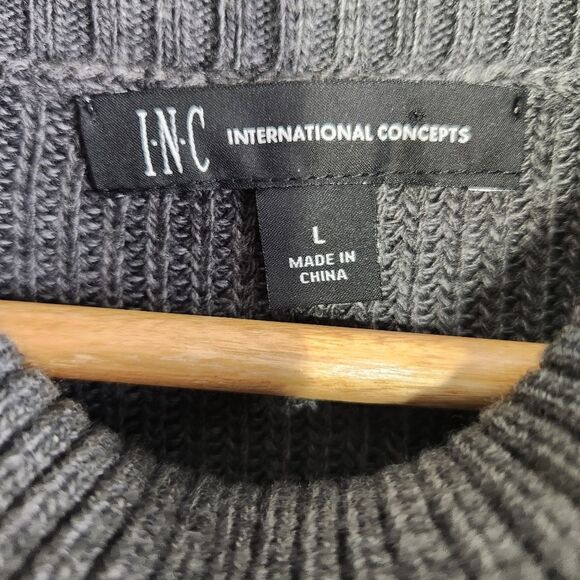 I·N·C INTERNATIONAL CONCEPTS
L
MADE IN
CHINA